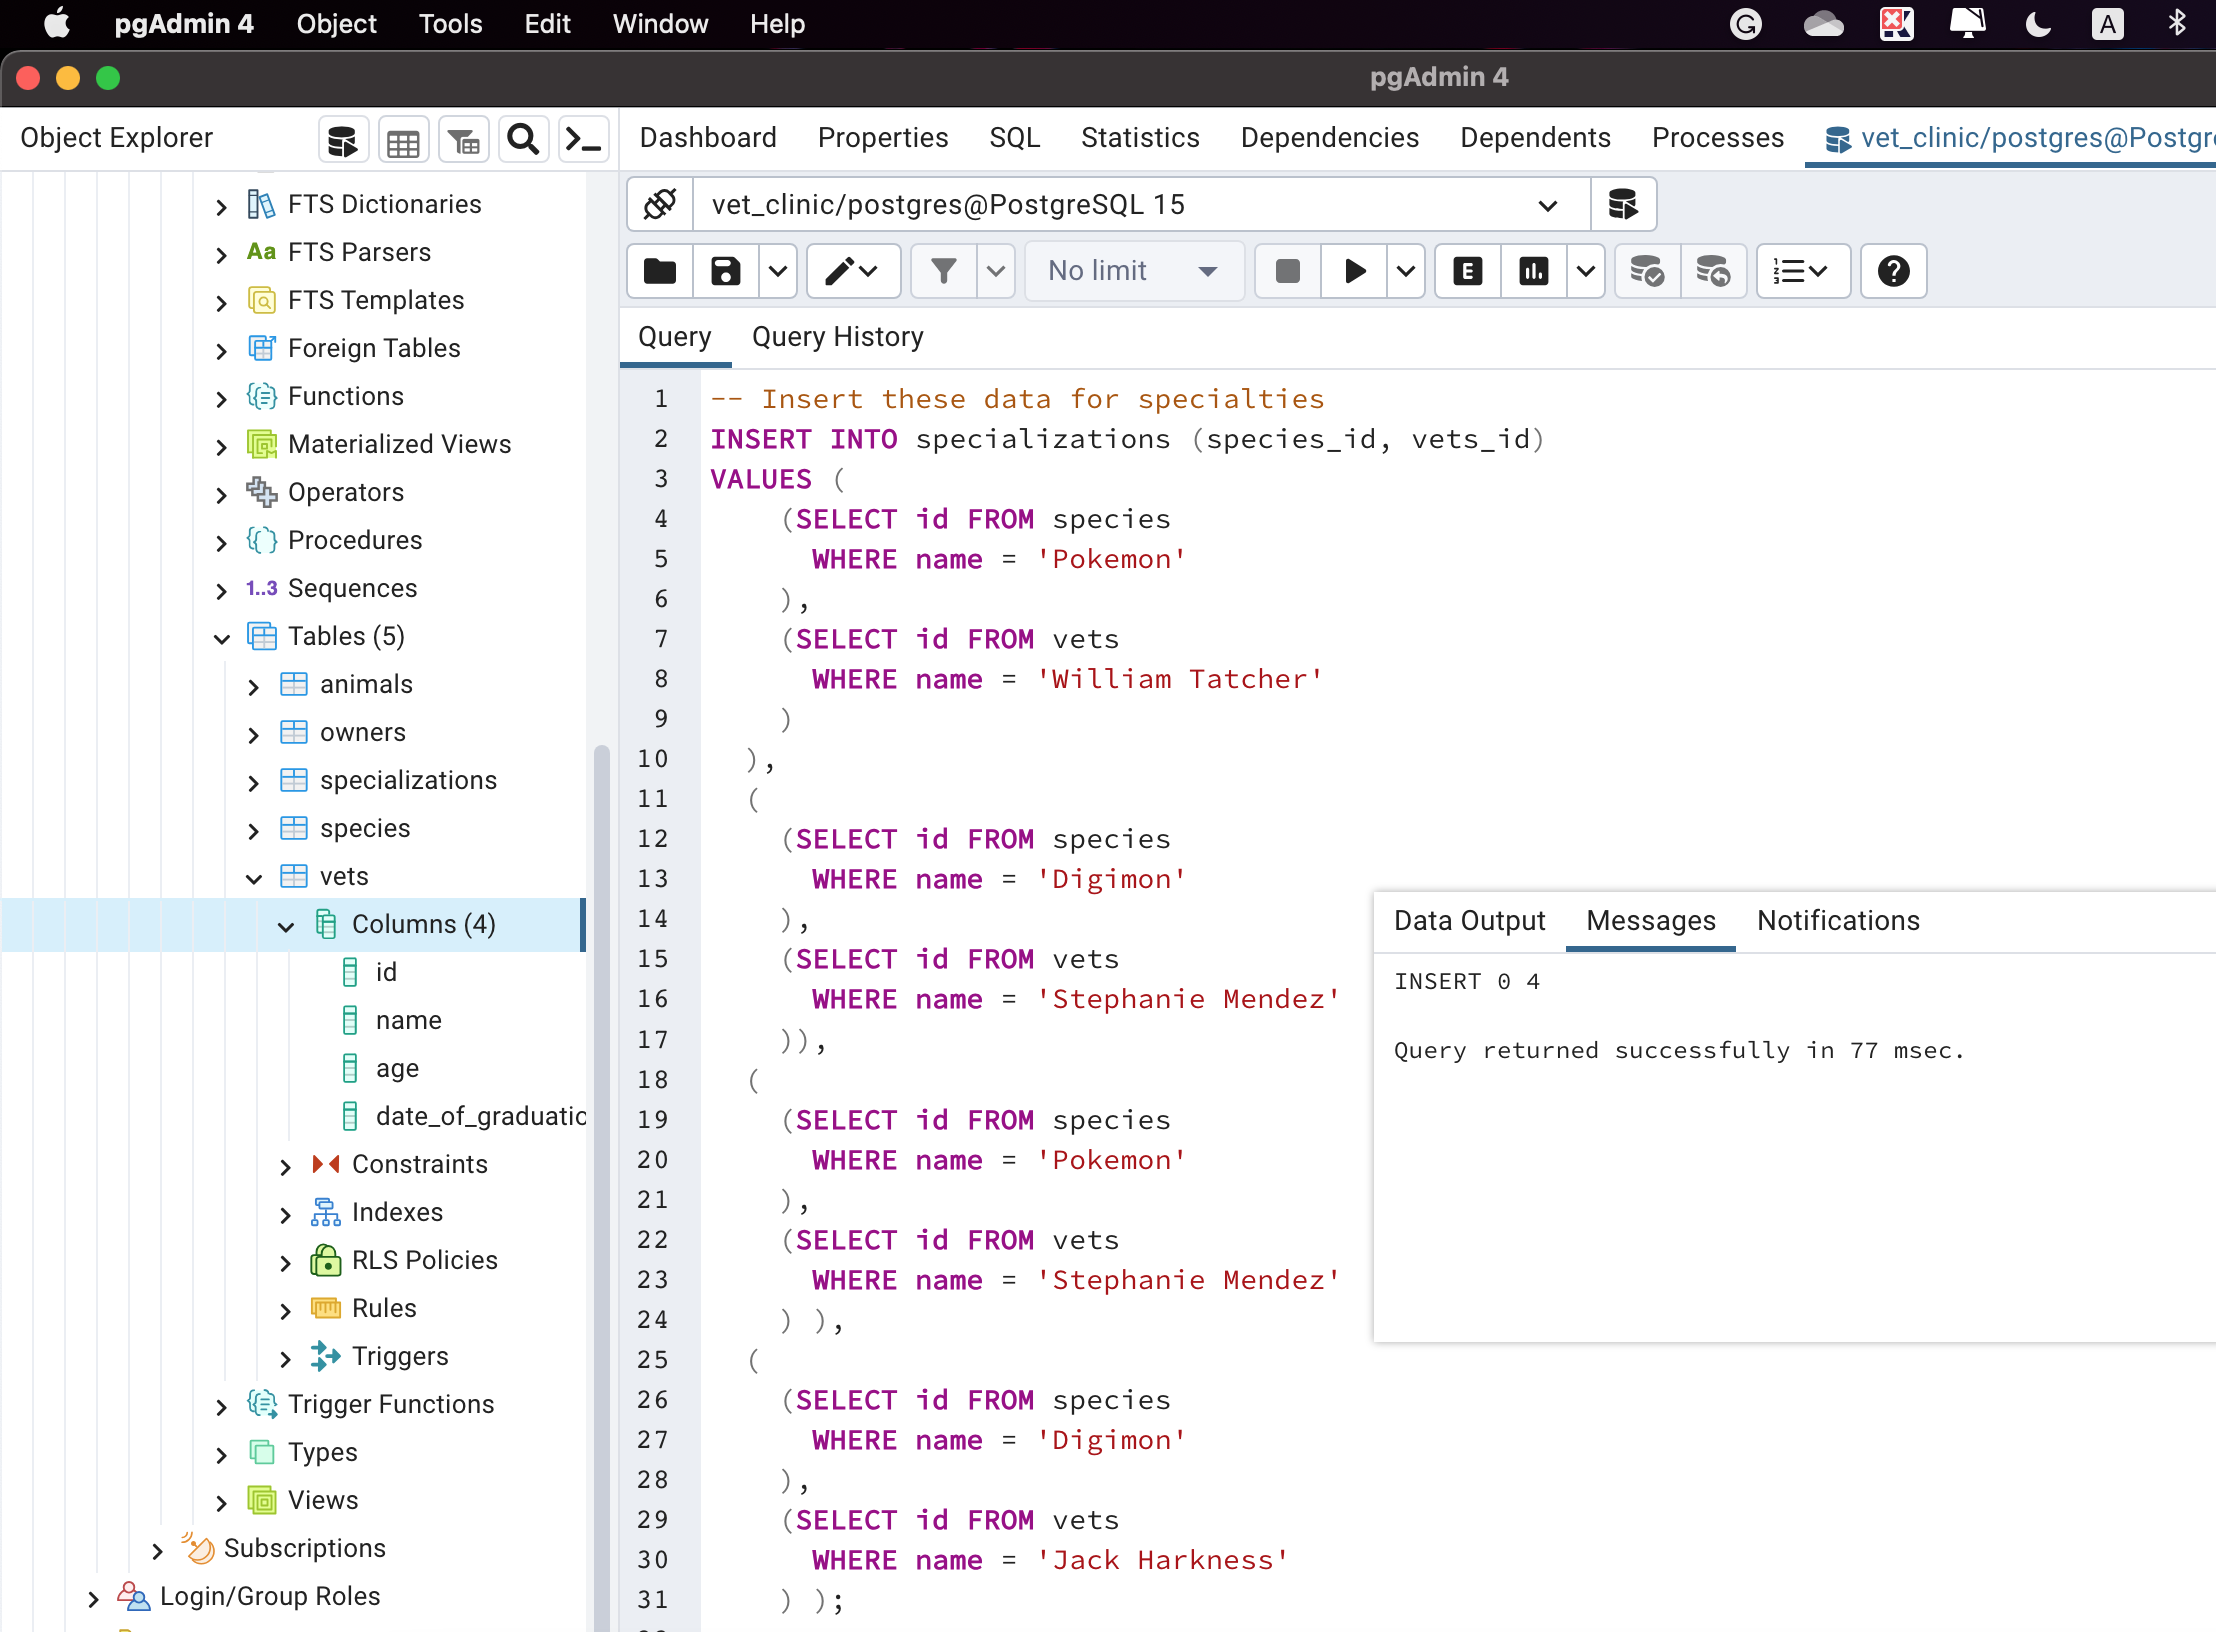 pgAdmin 4 Object Tools Edit Window Help A
pgAdmin 4
Object Explorer
Dashboard Properties SQL Statistics Dependencies Dependents Processes vet_clinic/postgres@Postgr
vet_clinic/postgres@PostgreSQL 15
No limit
E
Query Query History
FTS Dictionaries
Aa FTS Parsers
FTS Templates
Foreign Tables
Functions
Materialized Views
Operators
Procedures
1..3 Sequences
Tables (5)
animals
owners
specializations
species
vets
Columns (4)
id
name
age
date_of_graduatio
Constraints
Indexes
RLS Policies
Rules
Triggers
Trigger Functions
Types
Views
Subscriptions
Login/Group Roles
1 -- Insert these data for specialties
2 INSERT INTO specializations (species_id, vets_id)
3 VALUES (
4 (SELECT id FROM species
5 WHERE name = 'Pokemon'
6 ),
7 (SELECT id FROM vets
8 WHERE name = 'William Tatcher'
9 )
10 ),
11 (
12 (SELECT id FROM species
13 WHERE name = 'Digimon'
14 ),
15 (SELECT id FROM vets
16 WHERE name = 'Stephanie Mendez'
17 )),
18 (
19 (SELECT id FROM species
20 WHERE name = 'Pokemon'
21 ),
22 (SELECT id FROM vets
23 WHERE name = 'Stephanie Mendez'
24 ) ),
25 (
26 (SELECT id FROM species
27 WHERE name = 'Digimon'
28 ),
29 (SELECT id FROM vets
30 WHERE name = 'Jack Harkness'
31 ) );
Data Output Messages Notifications
INSERT 0 4
Query returned successfully in 77 msec.